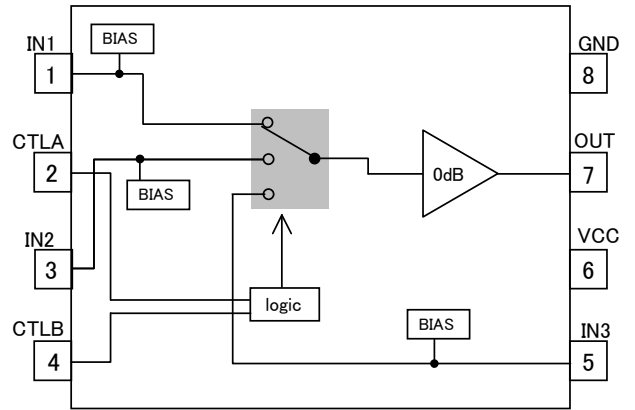 IN1
1
BIAS
GND
8
CTLA
2
BIAS
0dB
OUT
7
IN2
3
VCC
6
logic
CTLB
4
BIAS
IN3
5